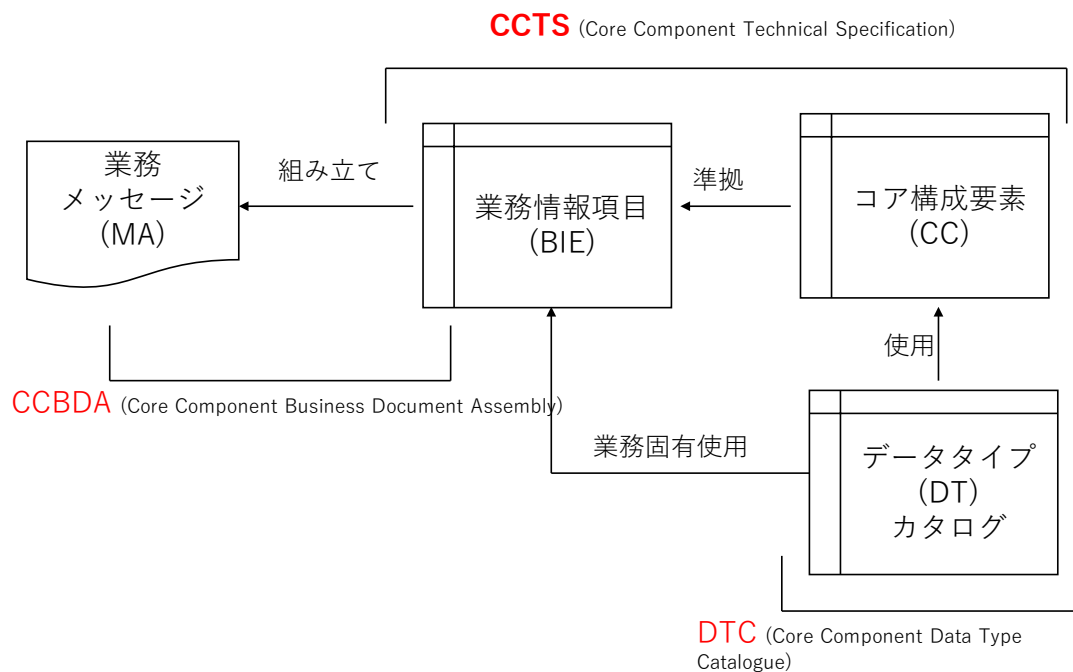 CCTS (Core Component Technical Specification)
業務
メッセージ
(MA)
組み立て
業務情報項目
(BIE)
準拠
コア構成要素
(CC)
使用
CCBDA (Core Component Business Document Assembly)
業務固有使用
データタイプ
(DT)
カタログ
DTC (Core Component Data Type
Catalogue)